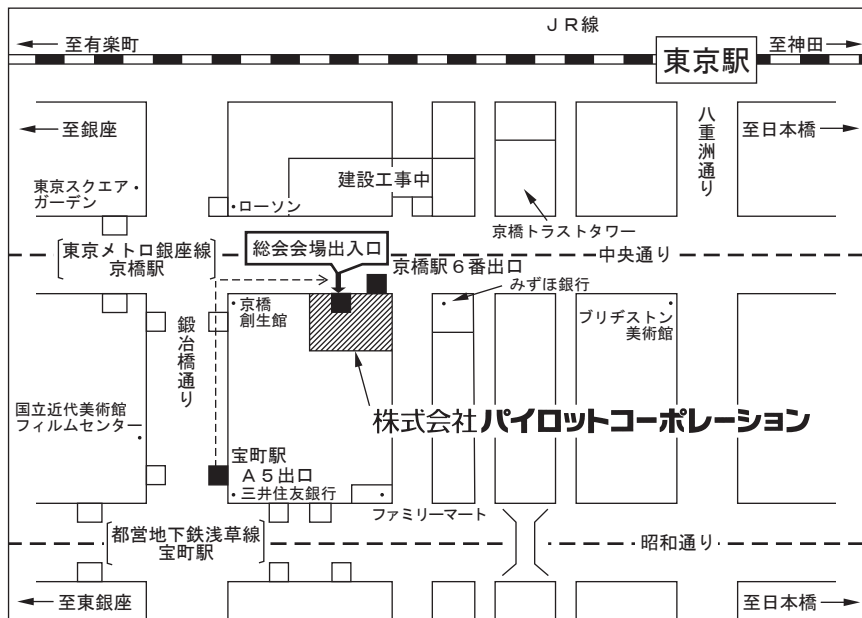 ＪＲ線
至有楽町
東京駅
至神田
至銀座
八重洲通り
至日本橋
東京スクエア・
ガーデン
・ローソン
建設工事中
京橋トラストタワー
東京メトロ銀座線
京橋駅
総会会場出入口
京橋駅６番出口
中央通り
みずほ銀行
京橋
創生館
ブリヂストン
美術館
鍛冶橋通り
国立近代美術館
フィルムセンター
株式会社パイロットコーポレーション
宝町駅
Ａ５出口
・三井住友銀行
ファミリーマート
都営地下鉄浅草線
宝町駅
昭和通り
至東銀座
至日本橋